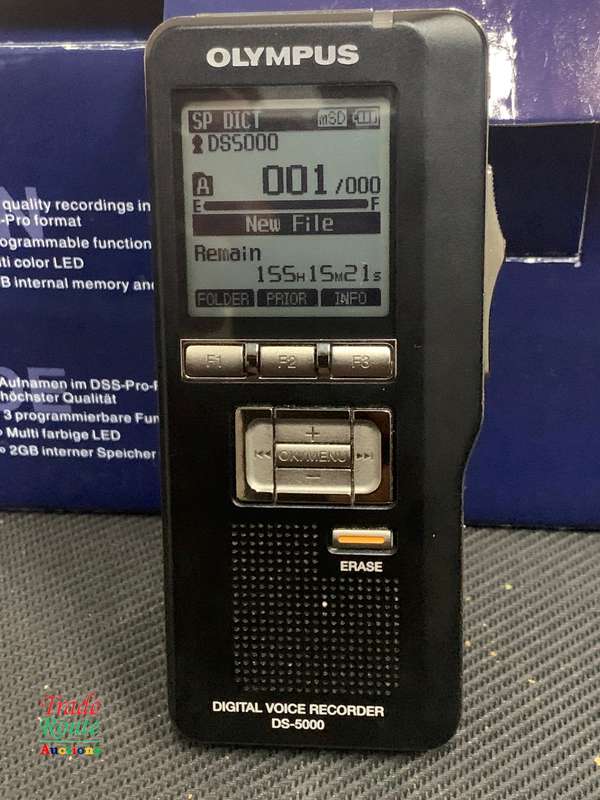 OLYMPUS
SP DICT mSD
DS5000
A 001/000
E F
New File
Remain
155H15M21s
FOLDER PRIOR INFO
F1 F2 F3
+
OK/MENU
−
ERASE
DIGITAL VOICE RECORDER
DS-5000
quality recordings in
-Pro format
ogrammable function
lti color LED
B internal memory and
Aufnamen im DSS-Pro-F
höchster Qualität
3 programmierbare Fun
Multi farbige LED
2GB interner Speicher
Trade
Route
Auctions